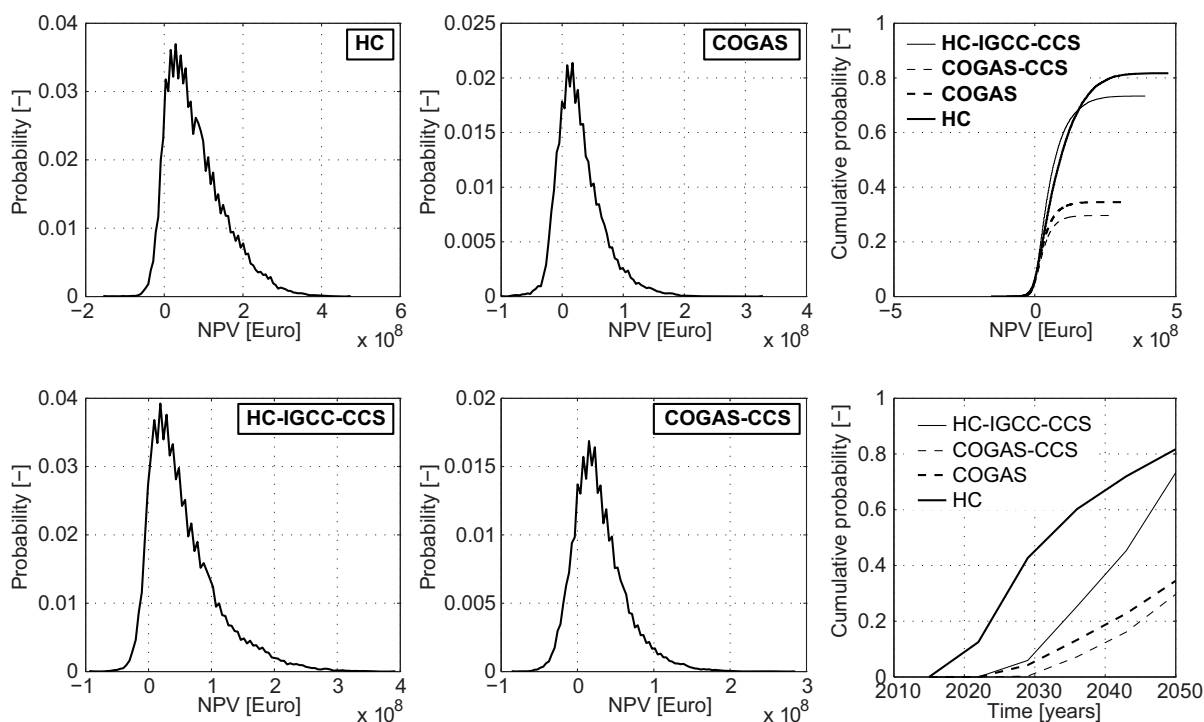 0.04
0.03
0.02
0.01
0
Probability [−]
HC
−2
0
2
4
6
NPV [Euro]
x 10^8
0.025
0.02
0.015
0.01
0.005
0
Probability [−]
COGAS
−1
0
1
2
3
4
NPV [Euro]
x 10^8
1
0.8
0.6
0.4
0.2
0
Cumulative probability [−]
HC-IGCC-CCS
COGAS-CCS
COGAS
HC
−5
0
5
NPV [Euro]
x 10^8
0.04
0.03
0.02
0.01
0
Probability [−]
HC-IGCC-CCS
−1
0
1
2
3
4
NPV [Euro]
x 10^8
0.02
0.015
0.01
0.005
0
Probability [−]
COGAS-CCS
−1
0
1
2
3
NPV [Euro]
x 10^8
1
0.8
0.6
0.4
0.2
0
Cumulative probability [−]
HC-IGCC-CCS
COGAS-CCS
COGAS
HC
2010
2020
2030
2040
2050
Time [years]